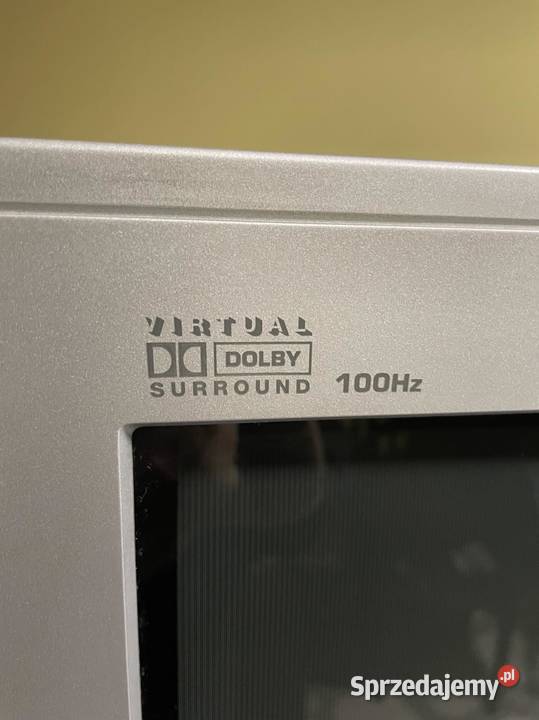 VIRTUAL
DOLBY
SURROUND 100Hz
Sprzedajemy.pl